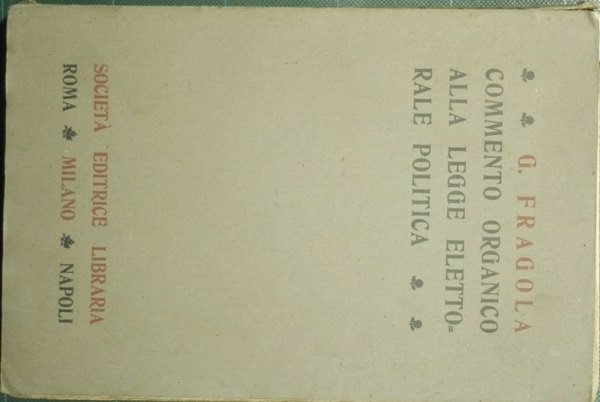 G. FRAGOLA
COMMENTO ORGANICO
ALLA LEGGE ELETTO=
RALE POLITICA
SOCIETÀ EDITRICE LIBRARIA
ROMA MILANO NAPOLI